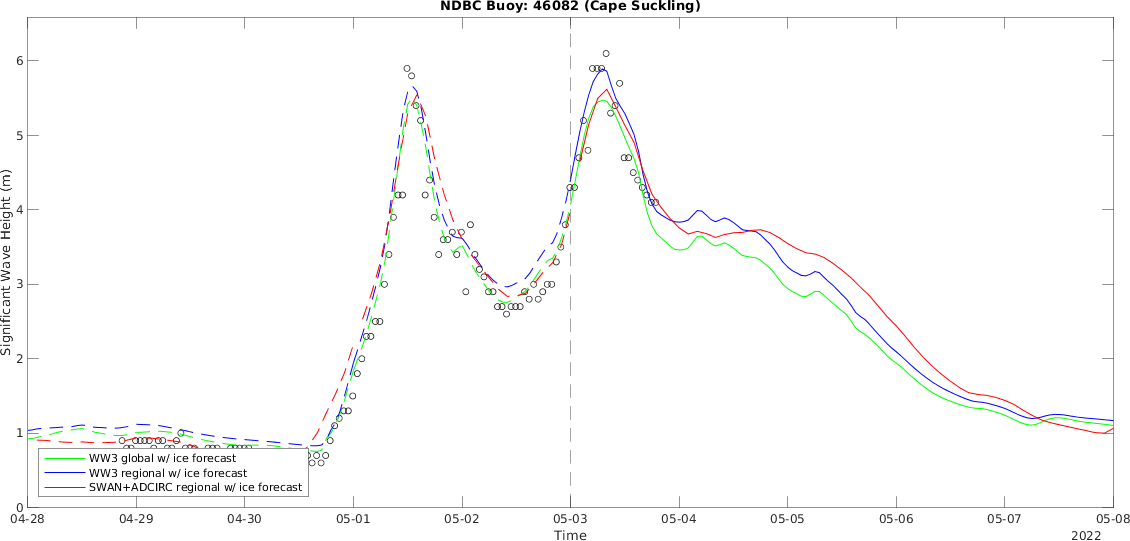 NDBC Buoy: 46082 (Cape Suckling)
Significant Wave Height (m)
6
5
4
3
2
1
0
WW3 global w/ ice forecast
WW3 regional w/ ice forecast
SWAN+ADCIRC regional w/ ice forecast
04-28 04-29 04-30 05-01 05-02 05-03 05-04 05-05 05-06 05-07 05-08
Time
2022